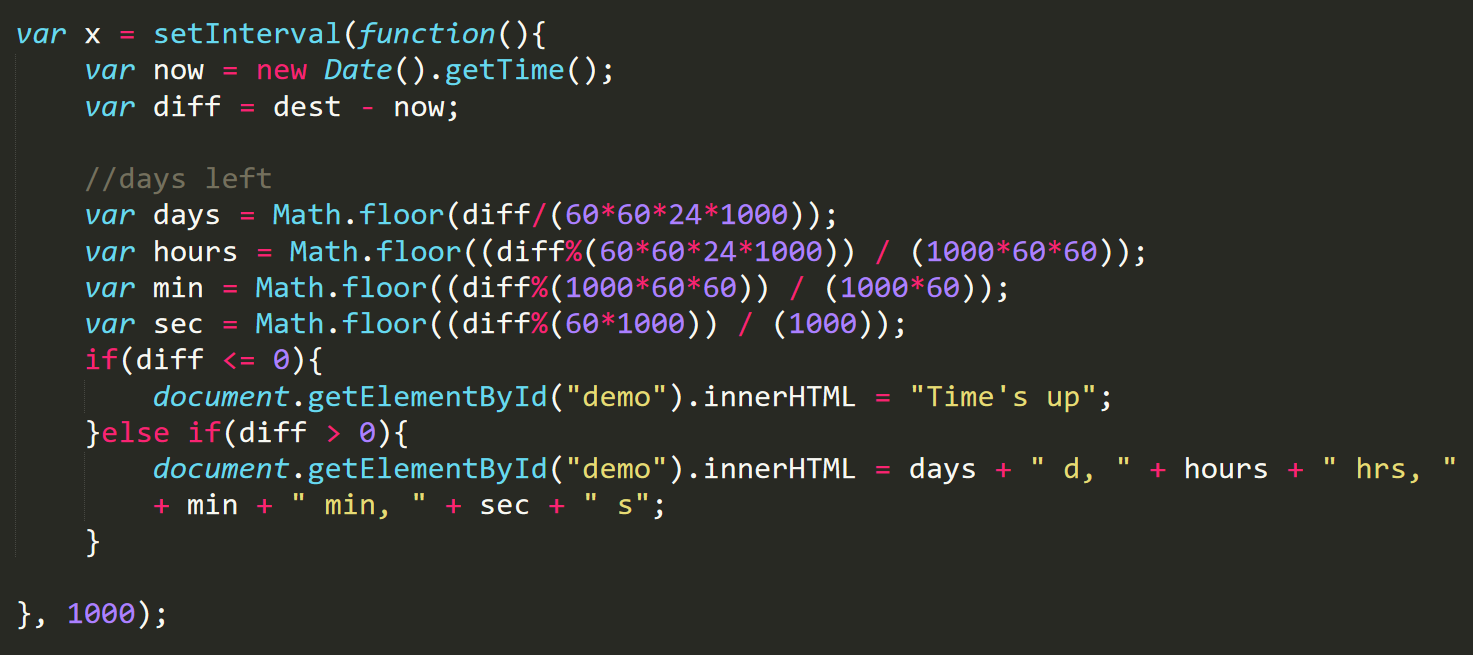 var x = setInterval(function(){
    var now = new Date().getTime();
    var diff = dest - now;

    //days left
    var days = Math.floor(diff/(60*60*24*1000));
    var hours = Math.floor((diff%(60*60*24*1000)) / (1000*60*60));
    var min = Math.floor((diff%(1000*60*60)) / (1000*60));
    var sec = Math.floor((diff%(60*1000)) / (1000));
    if(diff <= 0){
        document.getElementById("demo").innerHTML = "Time's up";
    }else if(diff > 0){
        document.getElementById("demo").innerHTML = days + " d, " + hours + " hrs, "
        + min + " min, " + sec + " s";
    }

}, 1000);